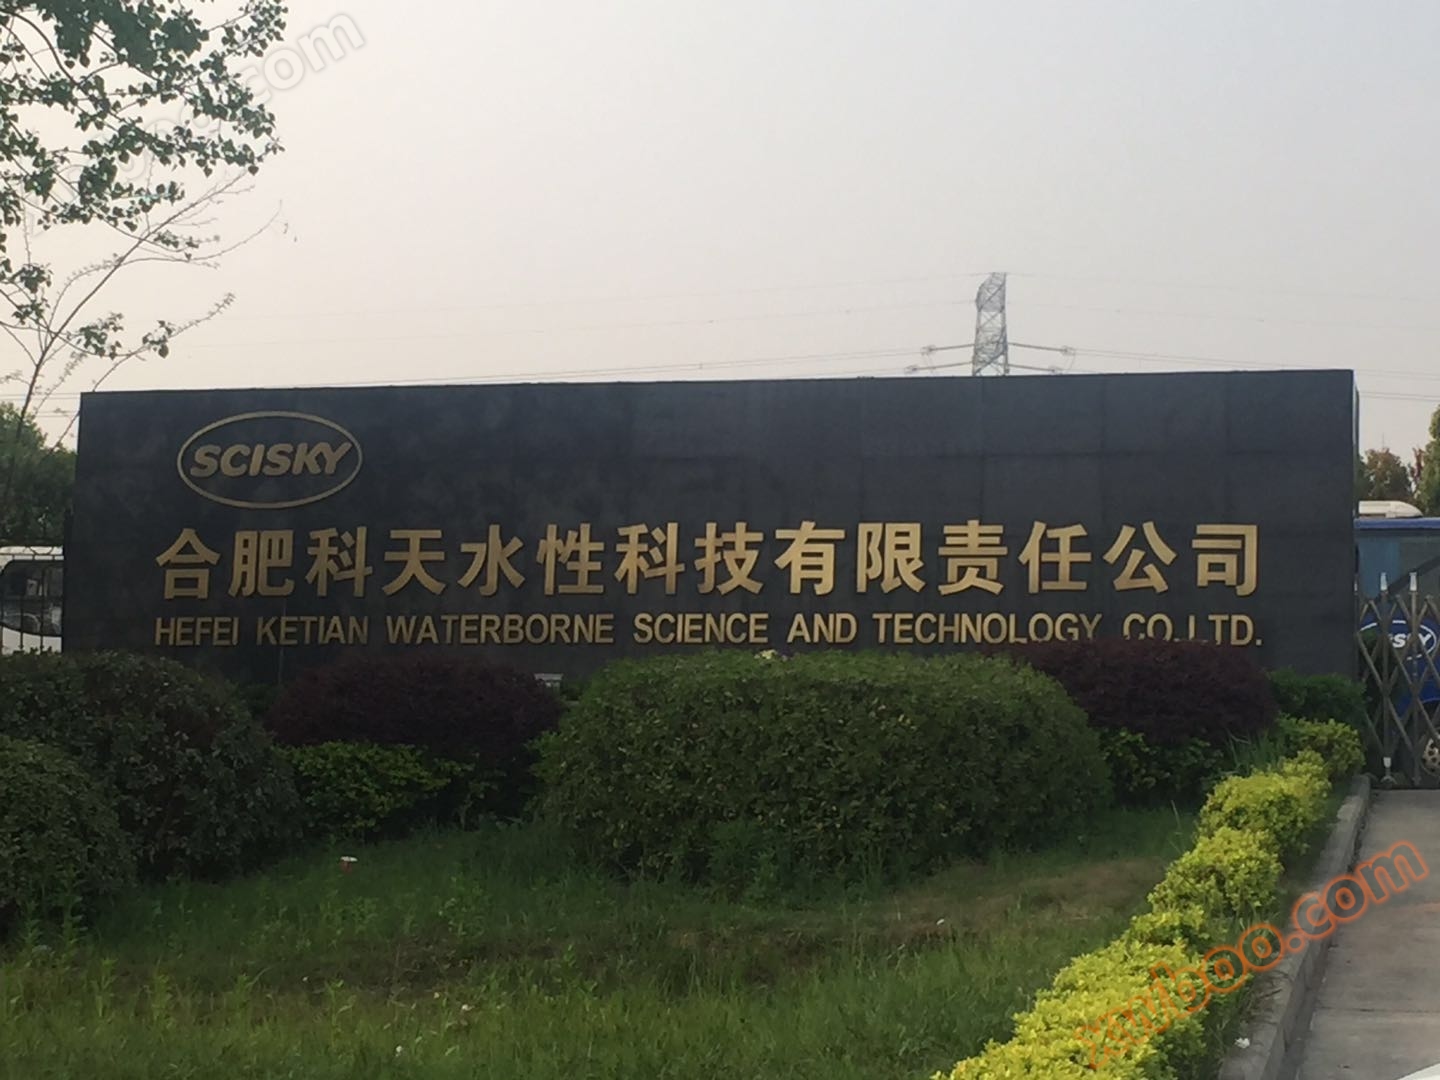 SCISKY
合肥科天水性科技有限责任公司
HEFEI KETIAN WATERBORNE SCIENCE AND TECHNOLOGY CO.,LTD.